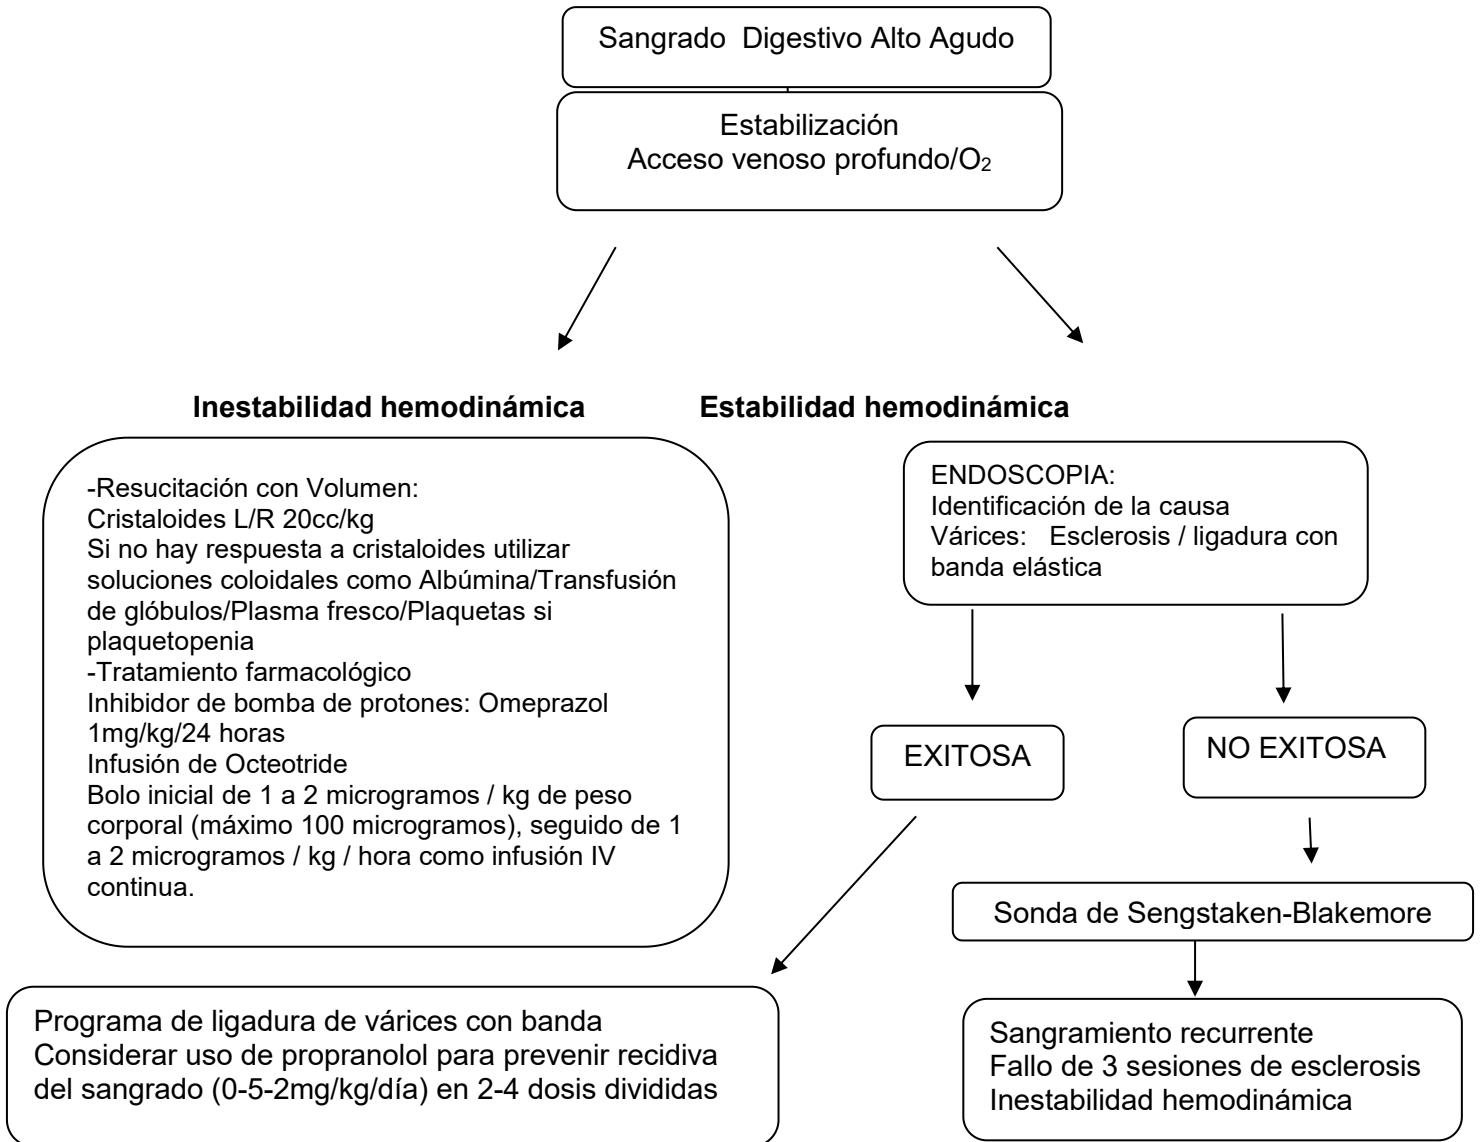 Sangrado  Digestivo Alto Agudo
Estabilización
Acceso venoso profundo/O₂
Inestabilidad hemodinámica
Estabilidad hemodinámica
-Resucitación con Volumen:
Cristaloides L/R 20cc/kg
Si no hay respuesta a cristaloides utilizar
soluciones coloidales como Albúmina/Transfusión
de glóbulos/Plasma fresco/Plaquetas si
plaquetopenia
-Tratamiento farmacológico
Inhibidor de bomba de protones: Omeprazol
1mg/kg/24 horas
Infusión de Octeotride
Bolo inicial de 1 a 2 microgramos / kg de peso
corporal (máximo 100 microgramos), seguido de 1
a 2 microgramos / kg / hora como infusión IV
continua.
ENDOSCOPIA:
Identificación de la causa
Várices:   Esclerosis / ligadura con
banda elástica
EXITOSA
NO EXITOSA
Sonda de Sengstaken-Blakemore
Programa de ligadura de várices con banda
Considerar uso de propranolol para prevenir recidiva
del sangrado (0-5-2mg/kg/día) en 2-4 dosis divididas
Sangramiento recurrente
Fallo de 3 sesiones de esclerosis
Inestabilidad hemodinámica